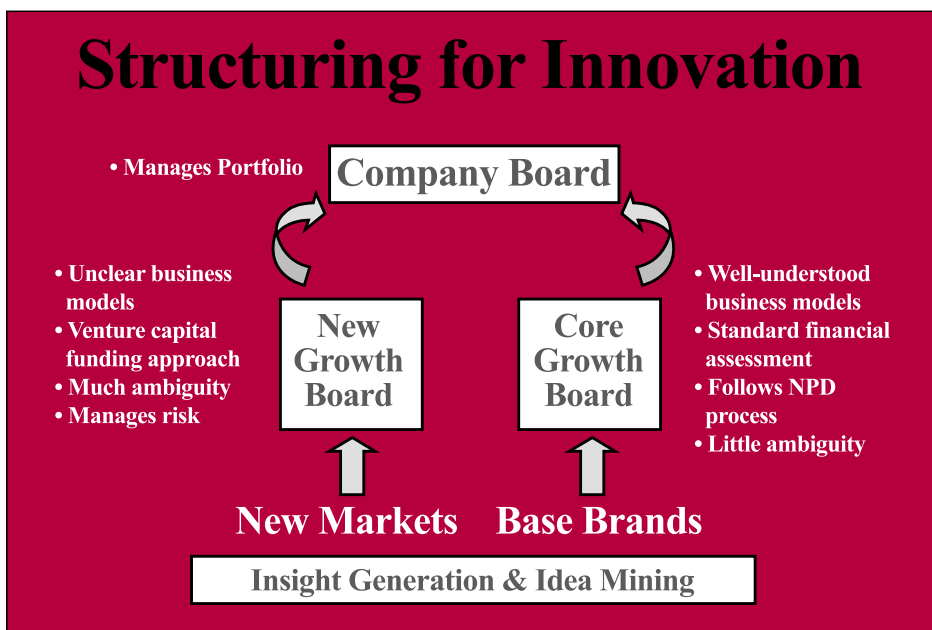 Structuring for Innovation
• Manages Portfolio
Company Board
• Unclear business
models
• Venture capital
funding approach
• Much ambiguity
• Manages risk
New
Growth
Board
Core
Growth
Board
• Well-understood
business models
• Standard financial
assessment
• Follows NPD
process
• Little ambiguity
New Markets
Base Brands
Insight Generation & Idea Mining